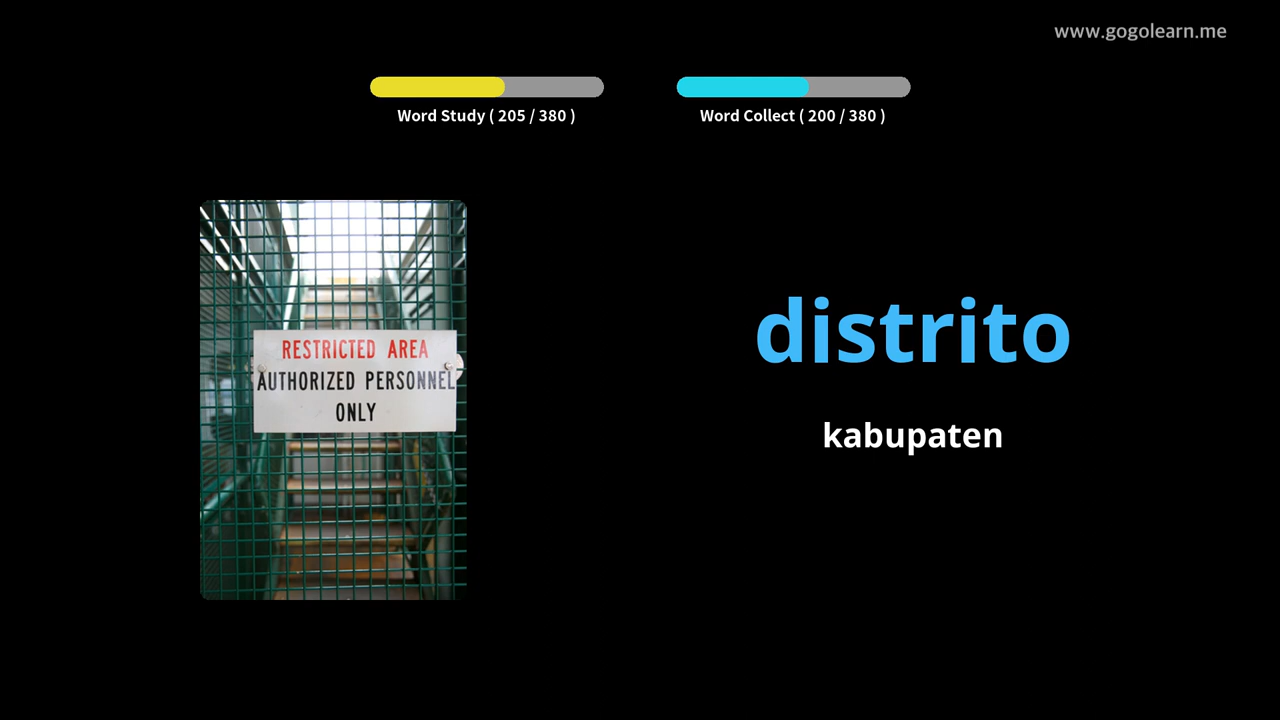 www.gogolearn.me
Word Study ( 205 / 380 )
Word Collect ( 200 / 380 )
RESTRICTED AREA
AUTHORIZED PERSONNEL
ONLY
distrito
kabupaten